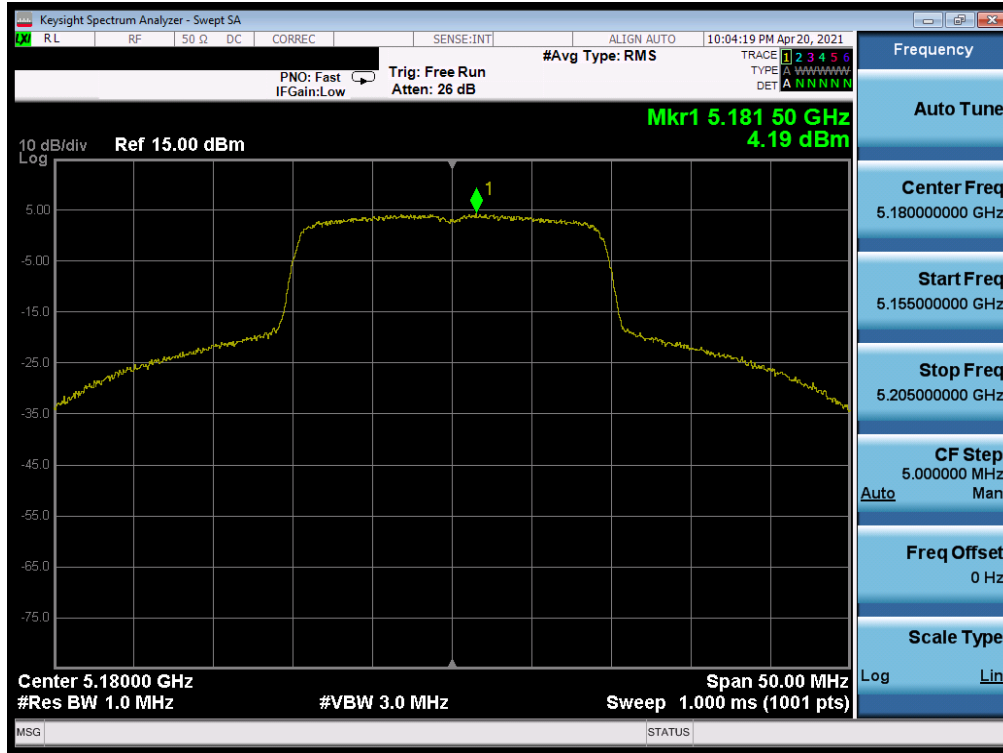 Keysight Spectrum Analyzer - Swept SA
LXI RL RF 50 Ω DC CORREC SENSE:INT ALIGN AUTO 10:04:19 PM Apr 20, 2021
#Avg Type: RMS TRACE 1 2 3 4 5 6
PNO: Fast Trig: Free Run TYPE A WWWWW
IFGain:Low Atten: 26 dB DET A N N N N N
Mkr1 5.181 50 GHz
4.19 dBm
10 dB/div Ref 15.00 dBm
Log
1
5.00
-5.00
-15.0
-25.0
-35.0
-45.0
-55.0
-65.0
-75.0
Center 5.18000 GHz Span 50.00 MHz
#Res BW 1.0 MHz #VBW 3.0 MHz Sweep 1.000 ms (1001 pts)
MSG STATUS
Frequency
Auto Tune
Center Freq
5.180000000 GHz
Start Freq
5.155000000 GHz
Stop Freq
5.205000000 GHz
CF Step
5.000000 MHz
Auto Man
Freq Offset
0 Hz
Scale Type
Log Lin